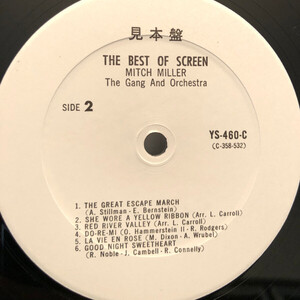 見本盤
THE BEST OF SCREEN
MITCH MILLER
The Gang And Orchestra
SIDE 2
YS-460-C
(C-358-532)
1. THE GREAT ESCAPE MARCH
(A. Stillman - E. Bernstein)
2. SHE WORE A YELLOW RIBBON (Arr. L. Carroll)
3. RED RIVER VALLEY (Arr. L. Carroll)
4. DO-RE-MI (O. Hammerstein II - R. Rodgers)
5. LA VIE EN ROSE (M. Dixon - A. Wrubel)
6. GOOD NIGHT SWEETHEART
(R. Noble - J. Cambell - R. Connelly)